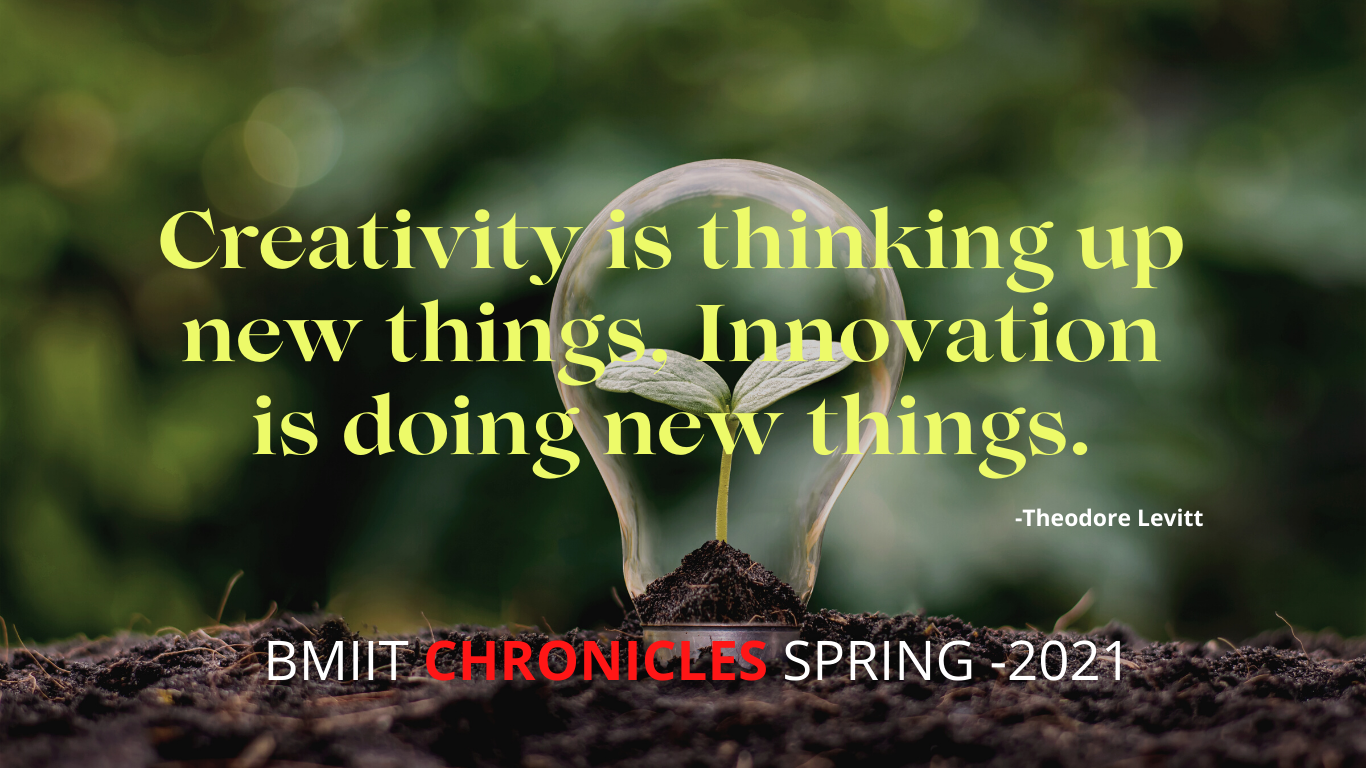 Creativity is thinking up
new things, Innovation
is doing new things.
-Theodore Levitt
BMIIT CHRONICLES SPRING -2021